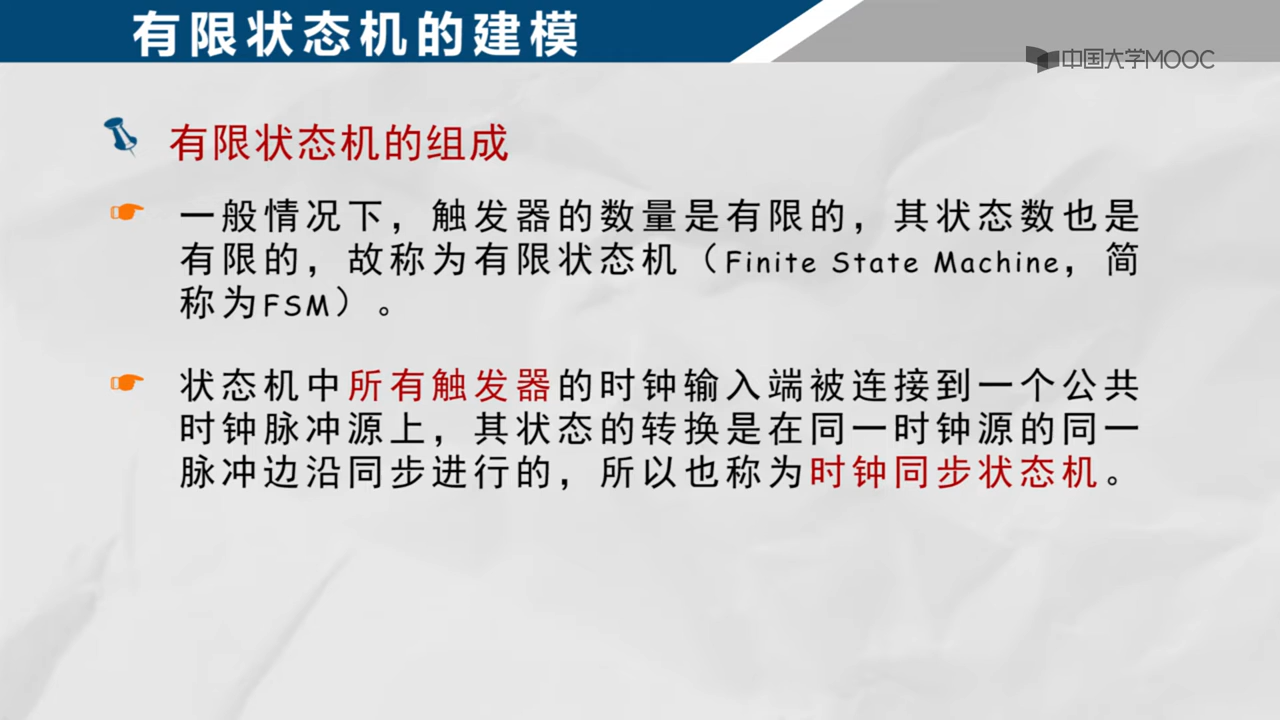 有限状态机的建模
中国大学MOOC
有限状态机的组成
一般情况下，触发器的数量是有限的，其状态数也是
有限的，故称为有限状态机（Finite State Machine，简
称为FSM）。
状态机中所有触发器的时钟输入端被连接到一个公共
时钟脉冲源上，其状态的转换是在同一时钟源的同一
脉冲边沿同步进行的，所以也称为时钟同步状态机。